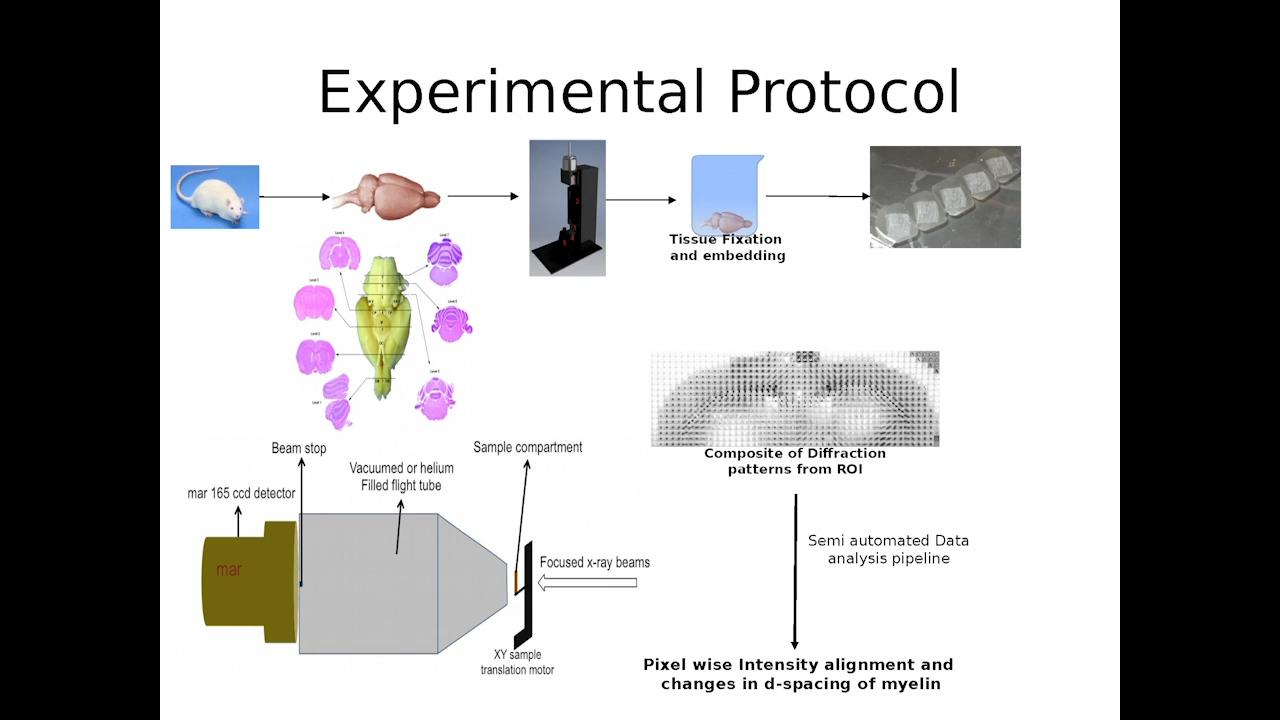 Experimental Protocol
Tissue Fixation
and embedding
Beam stop
Sample compartment
Vacuumed or helium
Filled flight tube
mar 165 ccd detector
mar
Focused x-ray beams
XY sample
translation motor
Composite of Diffraction
patterns from ROI
Semi automated Data
analysis pipeline
Pixel wise Intensity alignment and
changes in d-spacing of myelin